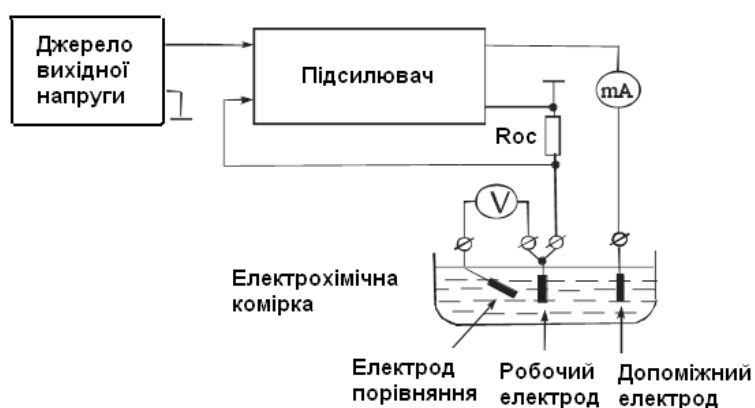 Джерело
вихідної
напруги
Підсилювач
mA
Roc
V
Електрохімічна
комірка
Електрод
порівняння
Робочий
електрод
Допоміжний
електрод